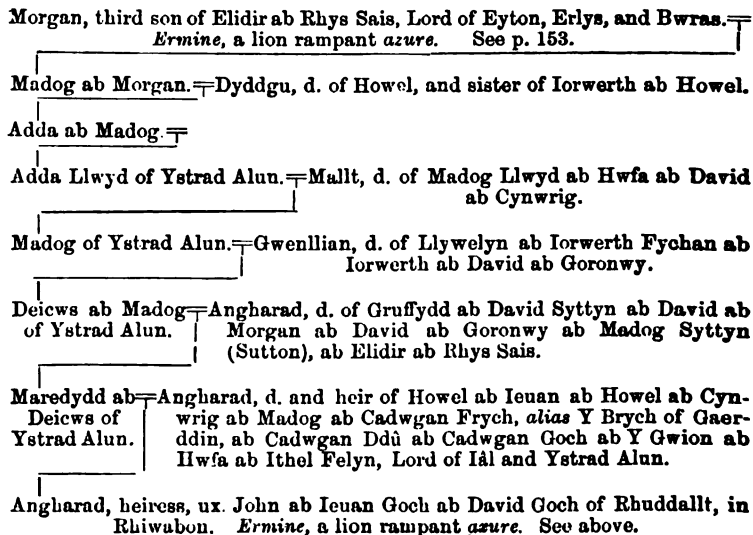 Morgan, third son of Elidir ab Rhys Sais, Lord of Eyton, Erlys, and Bwras.
Ermine, a lion rampant azure. See p. 153.
Madog ab Morgan.=Dyddgu, d. of Howel, and sister of Iorwerth ab Howel.
Adda ab Madog.=
Adda Llwyd of Ystrad Alun.=Mallt, d. of Madog Llwyd ab Hwfa ab David
ab Cynwrig.
Madog of Ystrad Alun.=Gwenllian, d. of Llywelyn ab Iorwerth Fychan ab
Iorwerth ab David ab Goronwy.
Deicws ab Madog=Angharad, d. of Gruffydd ab David Syttyn ab David ab
of Ystrad Alun. Morgan ab David ab Goronwy ab Madog Syttyn
(Sutton), ab Elidir ab Rhys Sais.
Maredydd ab=Angharad, d. and heir of Howel ab Ieuan ab Howel ab Cyn-
Deicws of wrig ab Madog ab Cadwgan Frych, alias Y Brych of Gaer-
Ystrad Alun. ddin, ab Cadwgan Ddû ab Cadwgan Goch ab Y Gwion ab
Hwfa ab Ithel Felyn, Lord of Iâl and Ystrad Alun.
Angharad, heiress, ux. John ab Ieuan Goch ab David Goch of Rhuddallt, in
Rhiwabon. Ermine, a lion rampant azure. See above.